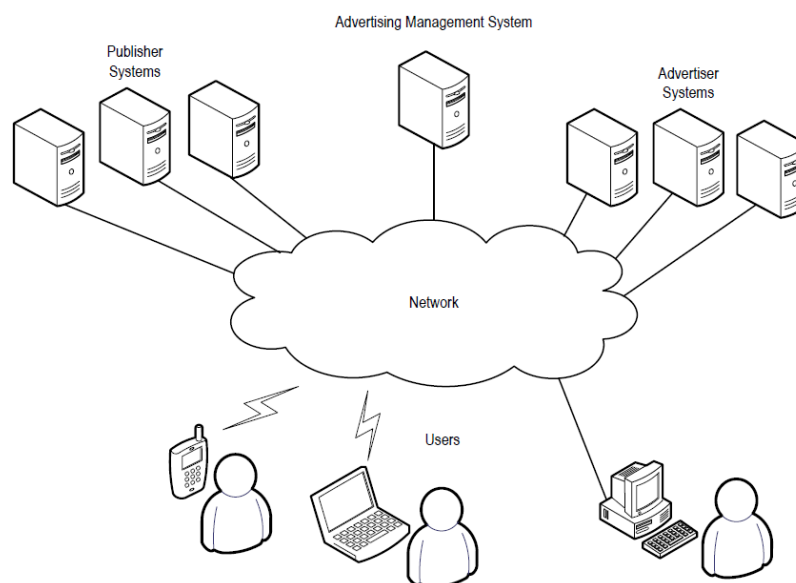 Advertising Management System
Publisher
Systems
Advertiser
Systems
Network
Users